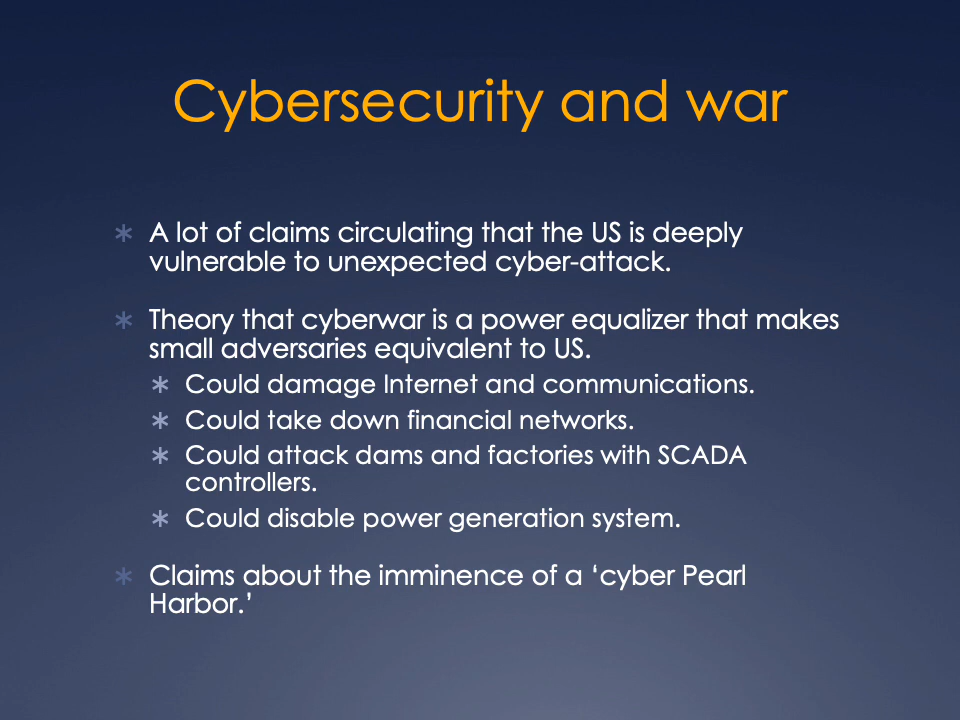 Cybersecurity and war
A lot of claims circulating that the US is deeply
vulnerable to unexpected cyber-attack.
Theory that cyberwar is a power equalizer that makes
small adversaries equivalent to US.
Could damage Internet and communications.
Could take down financial networks.
Could attack dams and factories with SCADA
controllers.
Could disable power generation system.
Claims about the imminence of a ‘cyber Pearl
Harbor.’